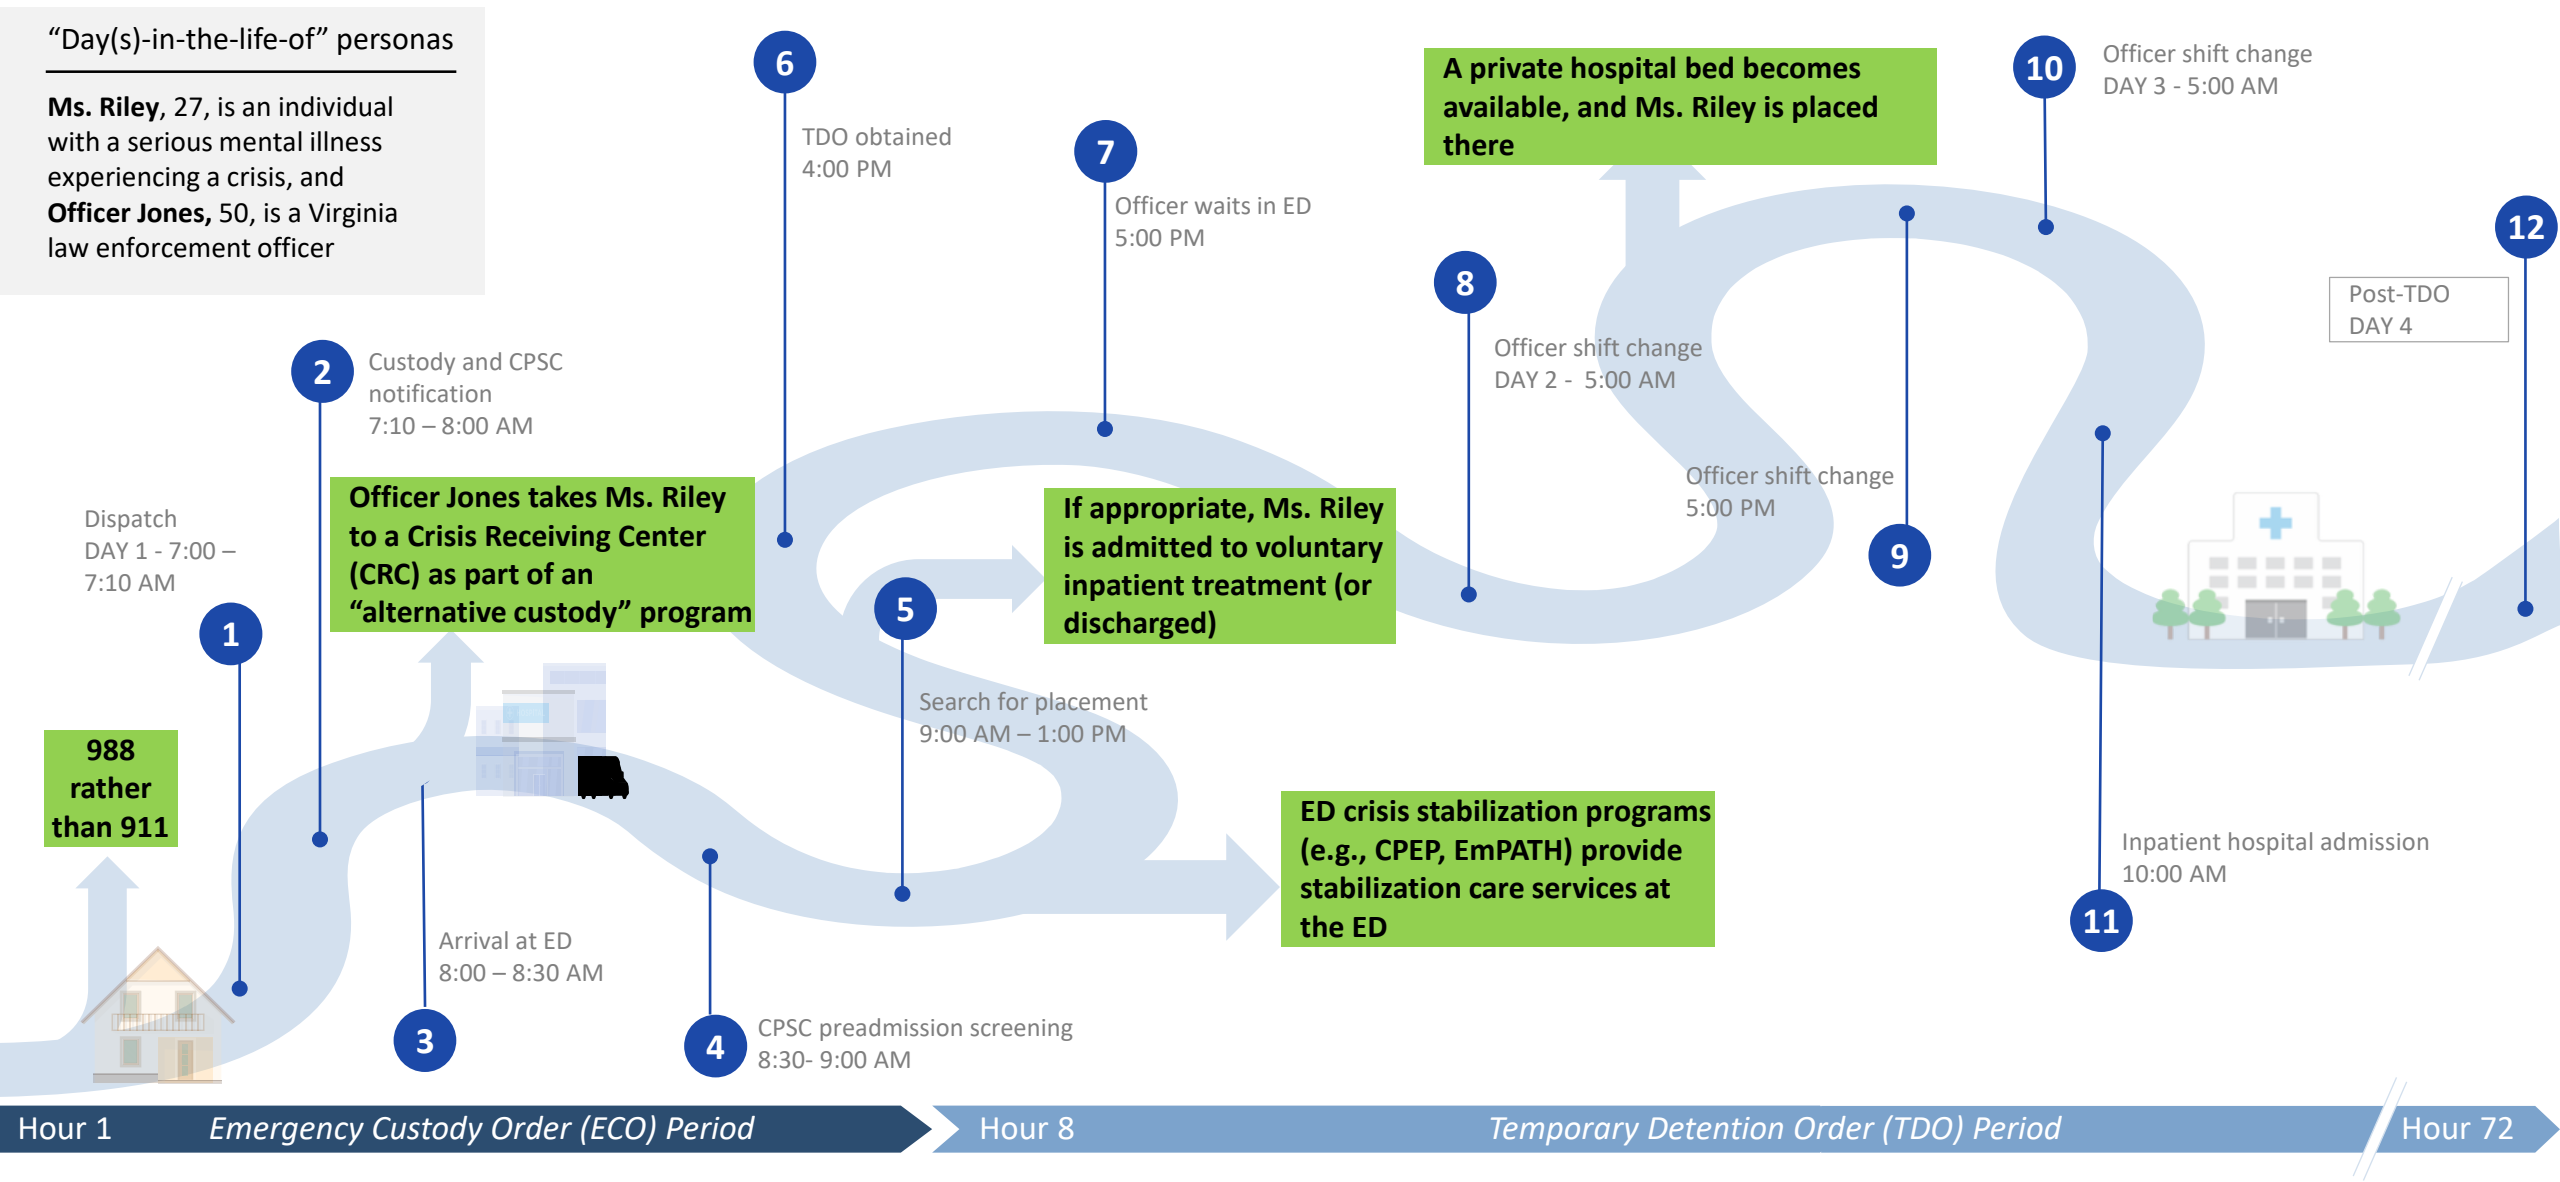 “Day(s)-in-the-life-of” personas
Ms. Riley, 27, is an individual
with a serious mental illness
experiencing a crisis, and
Officer Jones, 50, is a Virginia
law enforcement officer
988
rather
than 911
1
Dispatch
DAY 1 - 7:00 –
7:10 AM
2
Custody and CPSC
notification
7:10 – 8:00 AM
Officer Jones takes Ms. Riley
to a Crisis Receiving Center
(CRC) as part of an
“alternative custody” program
3
Arrival at ED
8:00 – 8:30 AM
4
CPSC preadmission screening
8:30- 9:00 AM
5
Search for placement
9:00 AM – 1:00 PM
If appropriate, Ms. Riley
is admitted to voluntary
inpatient treatment (or
discharged)
ED crisis stabilization programs
(e.g., CPEP, EmPATH) provide
stabilization care services at
the ED
6
TDO obtained
4:00 PM
7
Officer waits in ED
5:00 PM
8
Officer shift change
DAY 2 -  5:00 AM
A private hospital bed becomes
available, and Ms. Riley is placed
there
Officer shift change
5:00 PM
9
10
Officer shift change
DAY 3 - 5:00 AM
Inpatient hospital admission
10:00 AM
11
12
Post-TDO
DAY 4
Hour 1
Emergency Custody Order (ECO) Period
Hour 8
Temporary Detention Order (TDO) Period
Hour 72